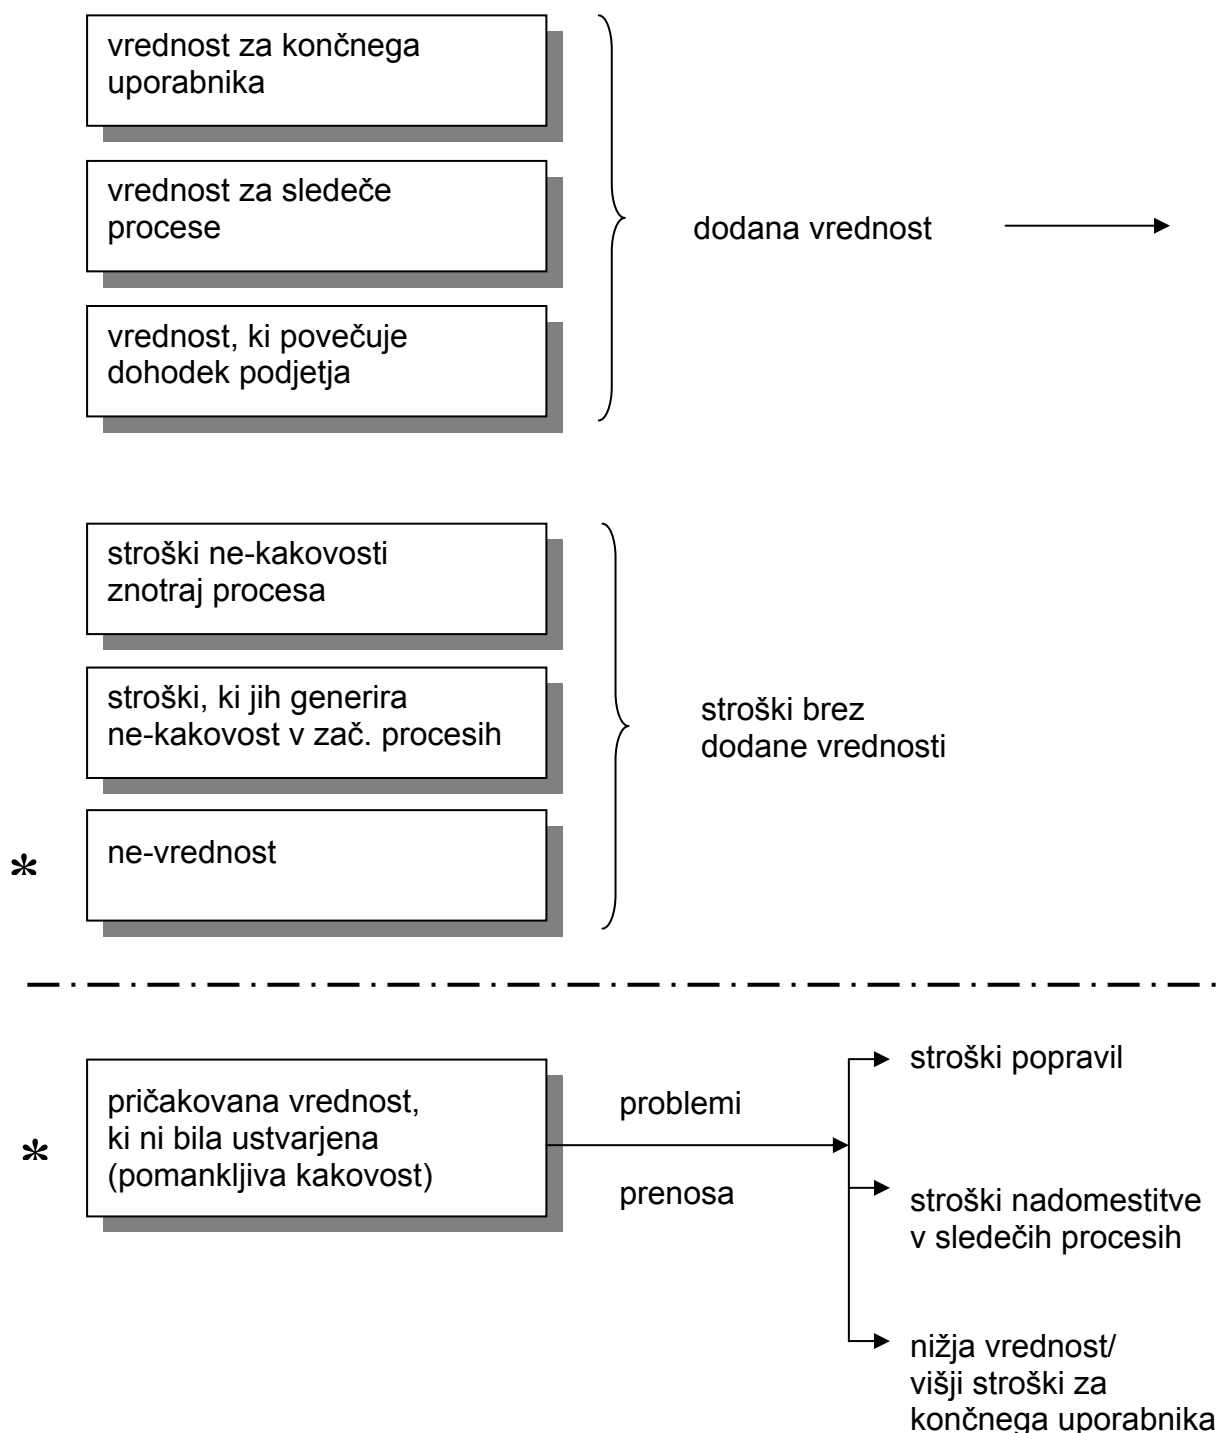 vrednost za končnega
uporabnika
vrednost za sledeče
procese
vrednost, ki povečuje
dohodek podjetja
dodana vrednost
stroški ne-kakovosti
znotraj procesa
stroški, ki jih generira
ne-kakovost v zač. procesih
* ne-vrednost
stroški brez
dodane vrednosti
* pričakovana vrednost,
ki ni bila ustvarjena
(pomankljiva kakovost)
problemi
prenosa
stroški popravil
stroški nadomestitve
v sledečih procesih
nižja vrednost/
višji stroški za
končnega uporabnika